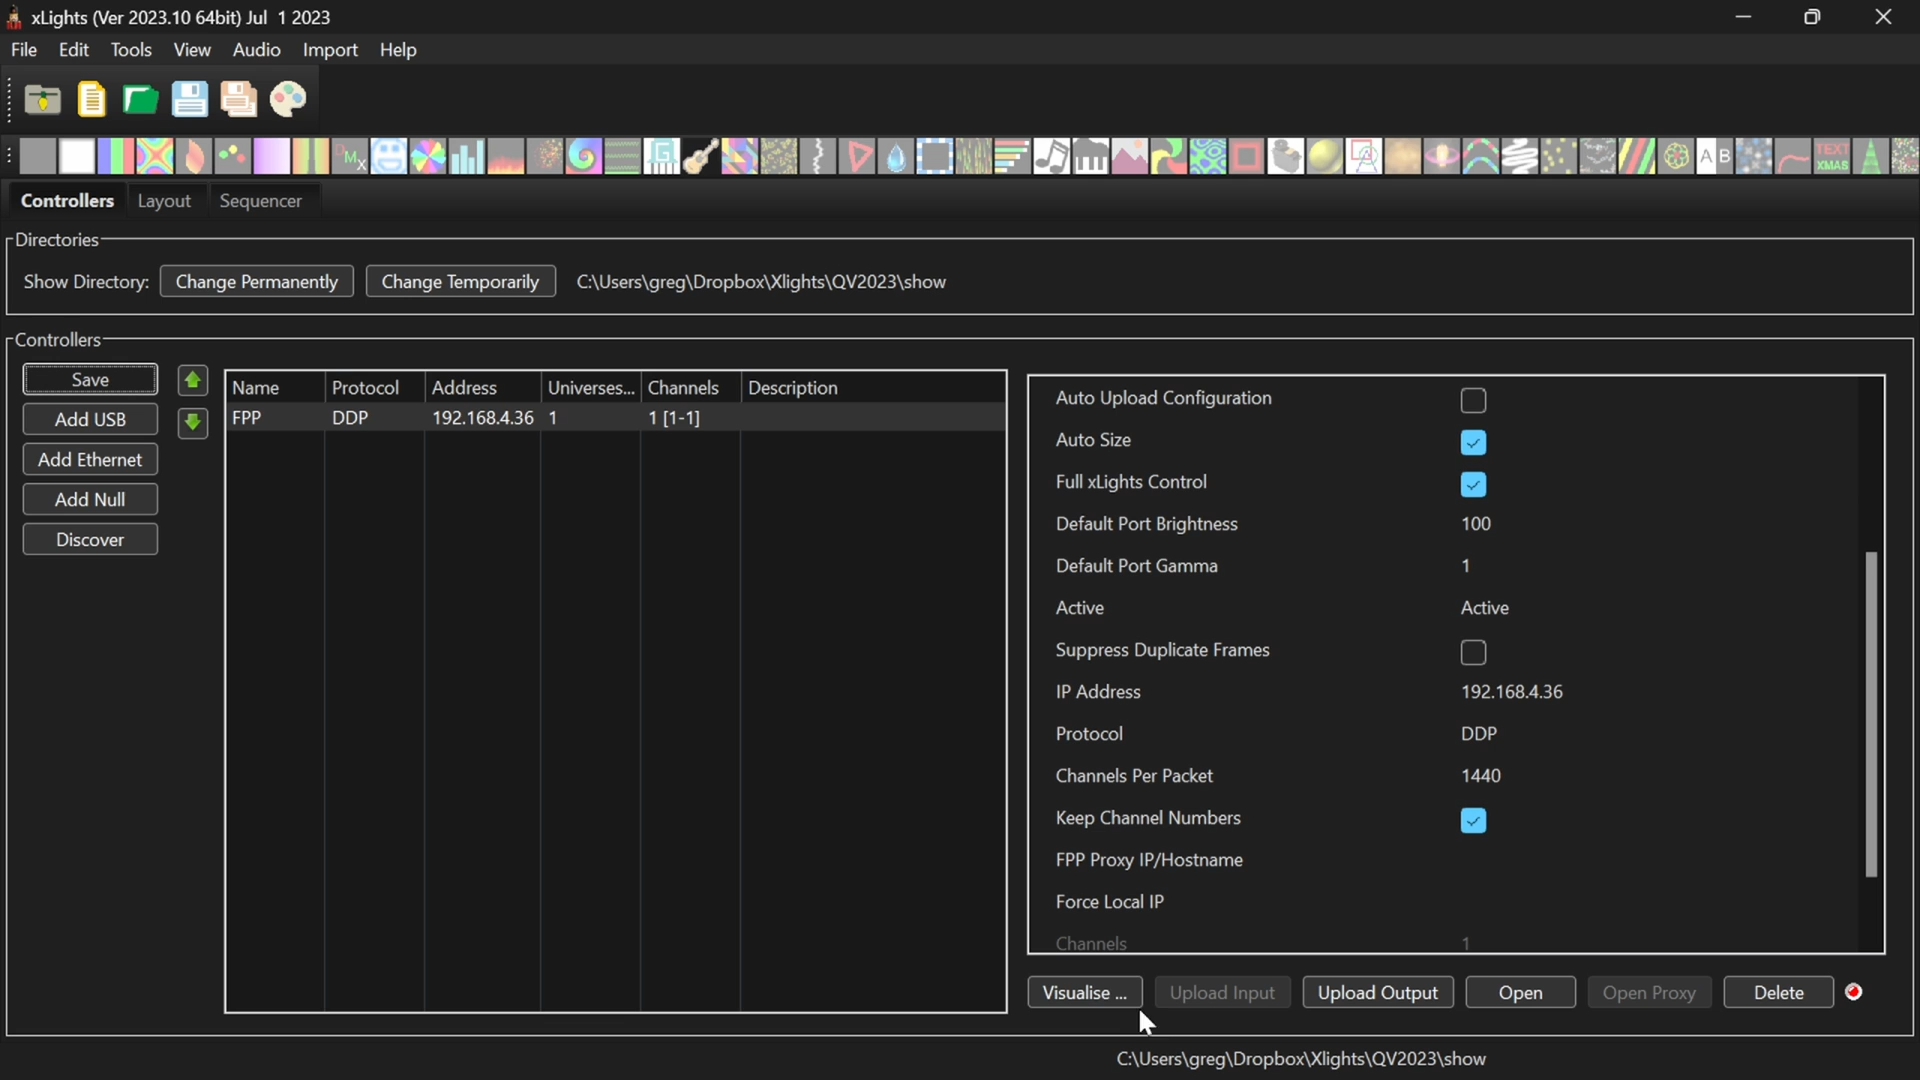 xLights (Ver 2023.10 64bit) Jul 1 2023
File Edit Tools View Audio Import Help
DMx
G
A B
TEXT
XMAS
Controllers Layout Sequencer
Directories
Show Directory: Change Permanently Change Temporarily C:\Users\greg\Dropbox\Xlights\QV2023\show
Controllers
Save
Add USB
Add Ethernet
Add Null
Discover
Name Protocol Address Universes... Channels Description
FPP DDP 192.168.4.36 1 1 [1-1]
Auto Upload Configuration
Auto Size
Full xLights Control
Default Port Brightness 100
Default Port Gamma 1
Active Active
Suppress Duplicate Frames
IP Address 192.168.4.36
Protocol DDP
Channels Per Packet 1440
Keep Channel Numbers
FPP Proxy IP/Hostname
Force Local IP
Channels 1
Visualise ... Upload Input Upload Output Open Open Proxy Delete
C:\Users\greg\Dropbox\Xlights\QV2023\show